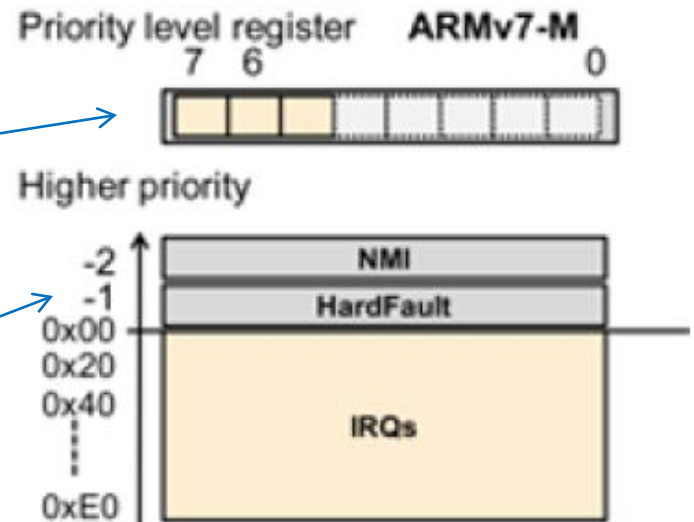 Priority level register ARMv7-M
7 6 0
Higher priority
-2 NMI
-1 HardFault
0x00
0x20
0x40
IRQs
0xE0